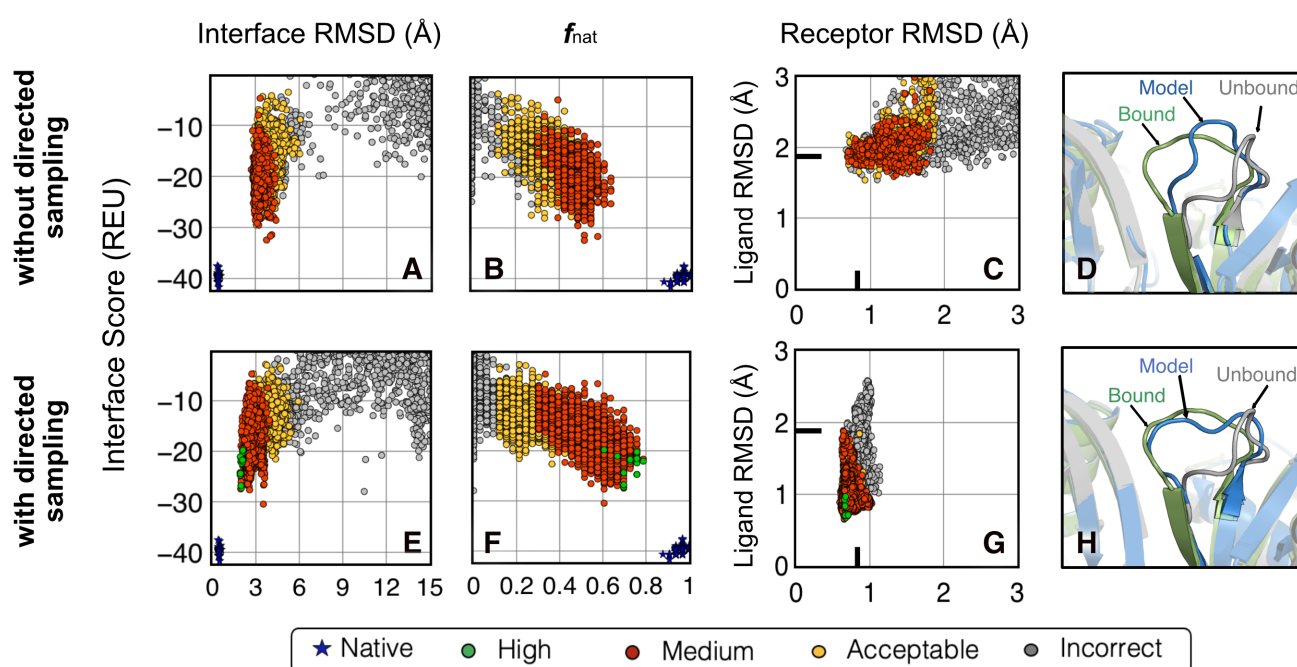 Interface RMSD (Å)
fnat
Receptor RMSD (Å)
without directed
sampling
with directed
sampling
Interface Score (REU)
−10
−20
−30
−40
A
B
Ligand RMSD (Å)
3
2
1
0
C
0
1
2
3
Model
Unbound
Bound
D
−10
−20
−30
−40
E
0
3
6
9
12
15
F
0
0.2
0.4
0.6
0.8
1
Ligand RMSD (Å)
3
2
1
0
G
0
1
2
3
Model
Unbound
Bound
H
Native
High
Medium
Acceptable
Incorrect